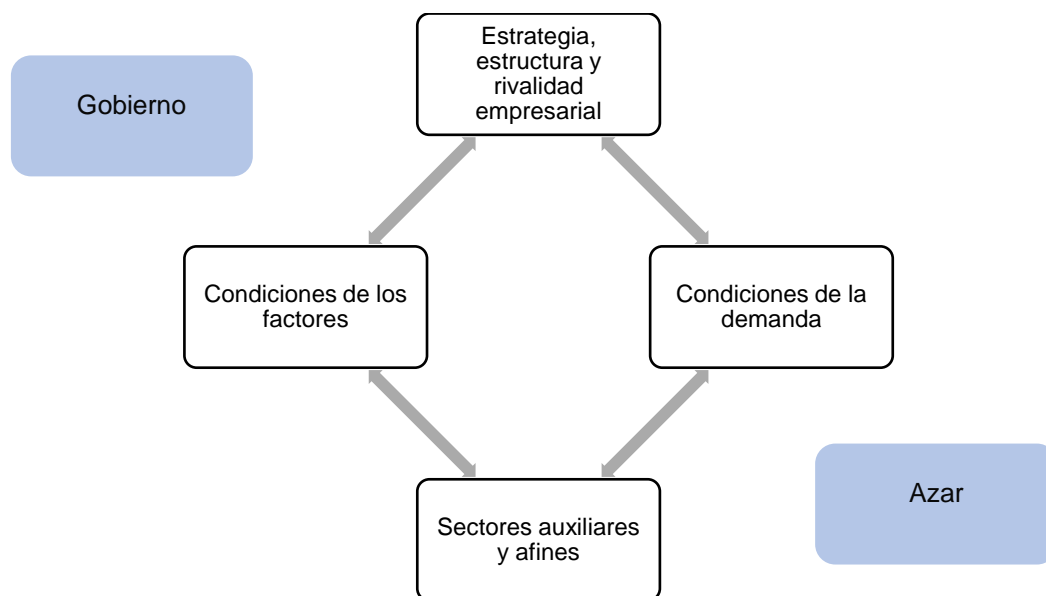 Estrategia,
estructura y
rivalidad
empresarial
Gobierno
Condiciones de los
factores
Condiciones de la
demanda
Azar
Sectores auxiliares
y afines